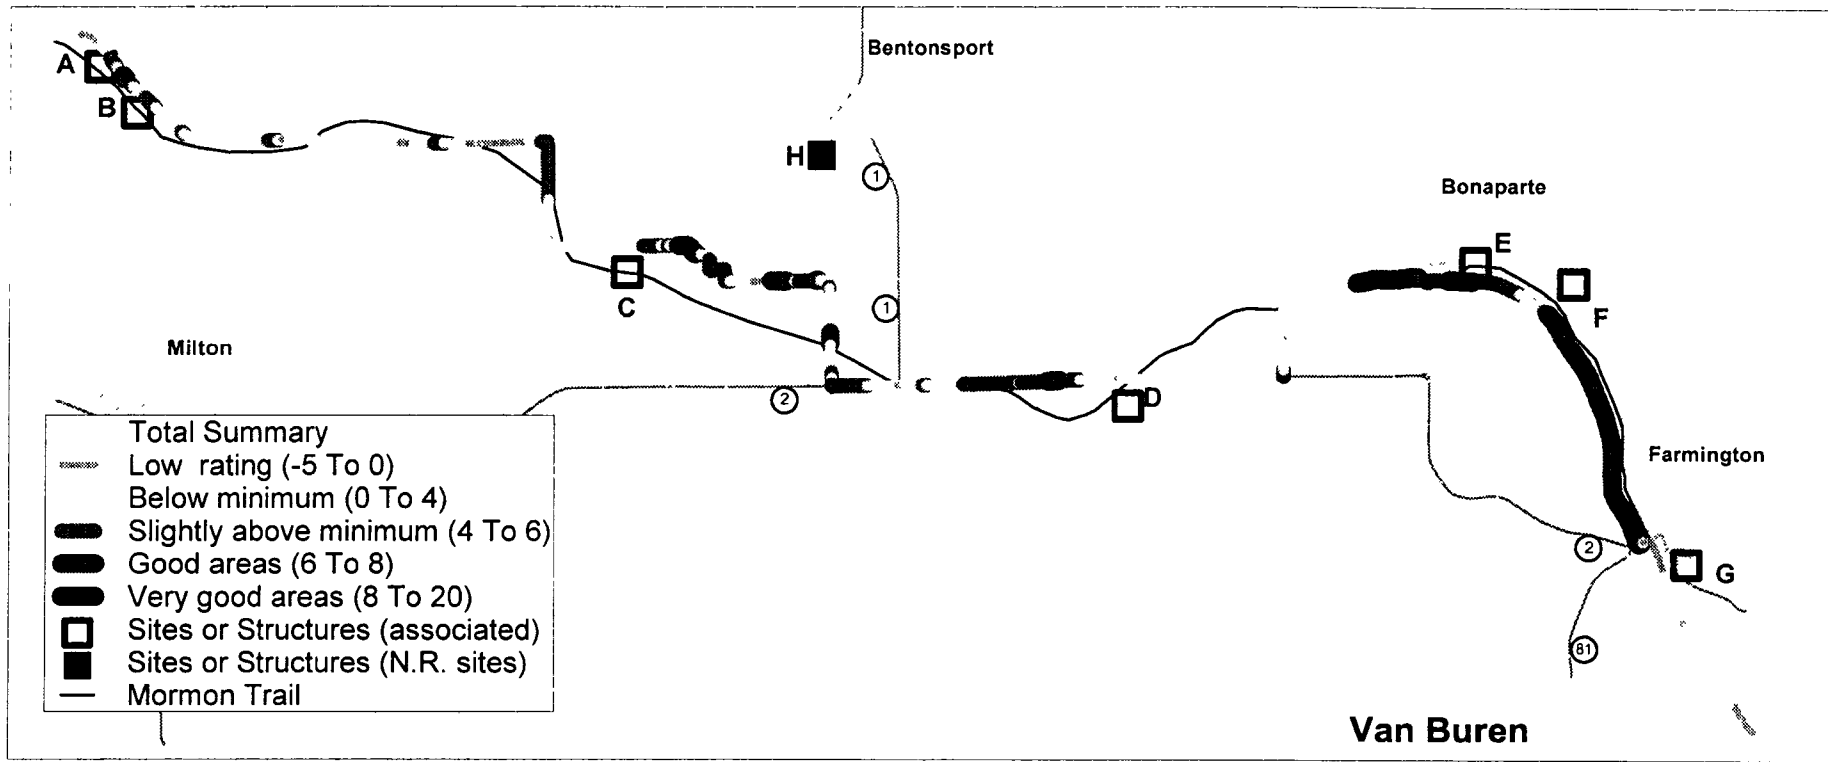 Bentonsport
A
B
H
1
Bonaparte
E
C
1
F
Milton
2
D
Farmington
Total Summary
Low rating (-5 To 0)
Below minimum (0 To 4)
Slightly above minimum (4 To 6)
Good areas (6 To 8)
Very good areas (8 To 20)
Sites or Structures (associated)
Sites or Structures (N.R. sites)
Mormon Trail
2
G
81
Van Buren